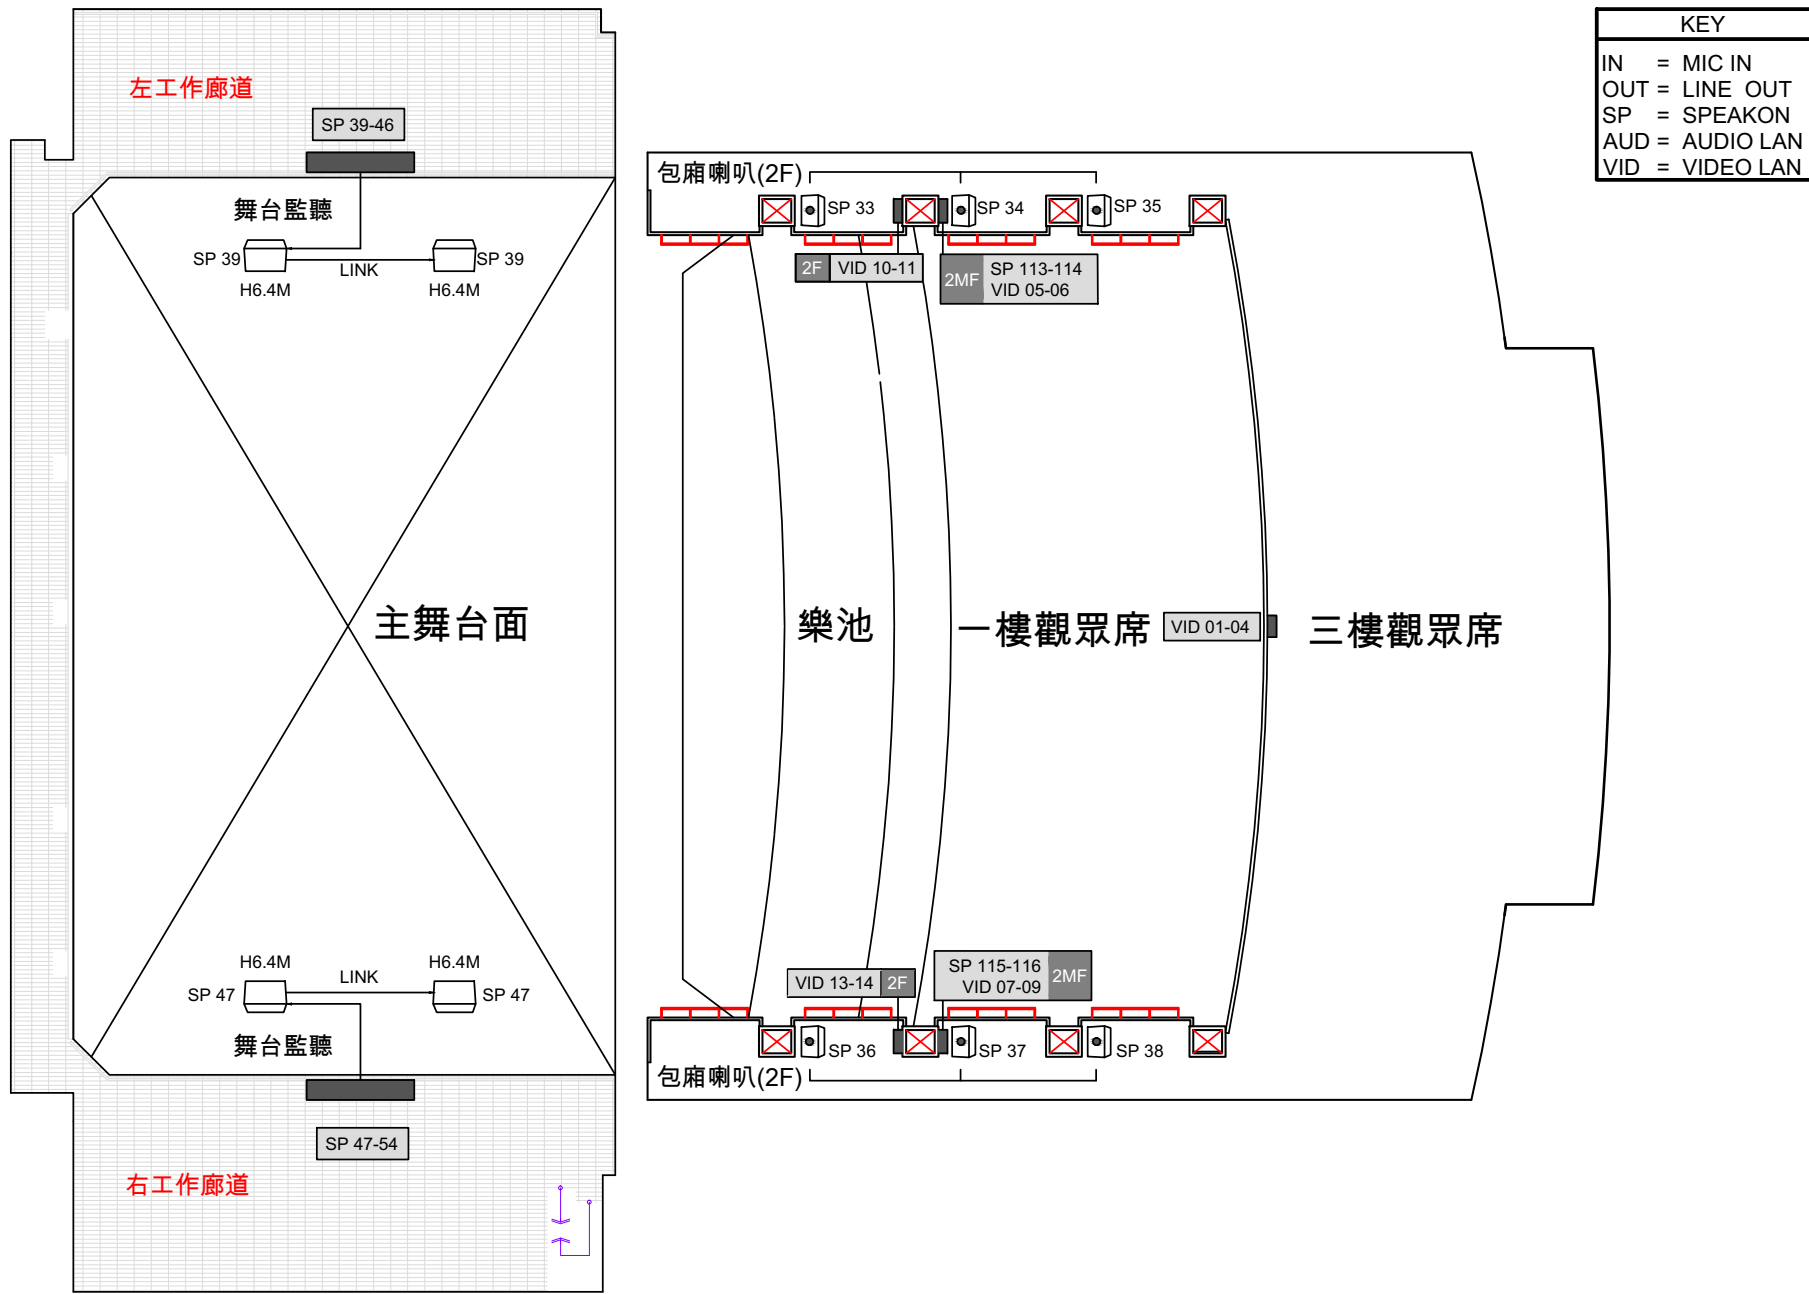 KEY
IN = MIC IN
OUT = LINE OUT
SP = SPEAKON
AUD = AUDIO LAN
VID = VIDEO LAN
左工作廊道
SP 39-46
舞台監聽
SP 39
LINK
SP 39
H6.4M
H6.4M
主舞台面
H6.4M
H6.4M
LINK
SP 47
SP 47
舞台監聽
SP 47-54
右工作廊道
包廂喇叭(2F)
SP 33
SP 34
SP 35
2F VID 10-11
2MF
SP 113-114
VID 05-06
樂池
一樓觀眾席
VID 01-04
三樓觀眾席
VID 13-14 2F
SP 115-116
VID 07-09
2MF
SP 36
SP 37
SP 38
包廂喇叭(2F)